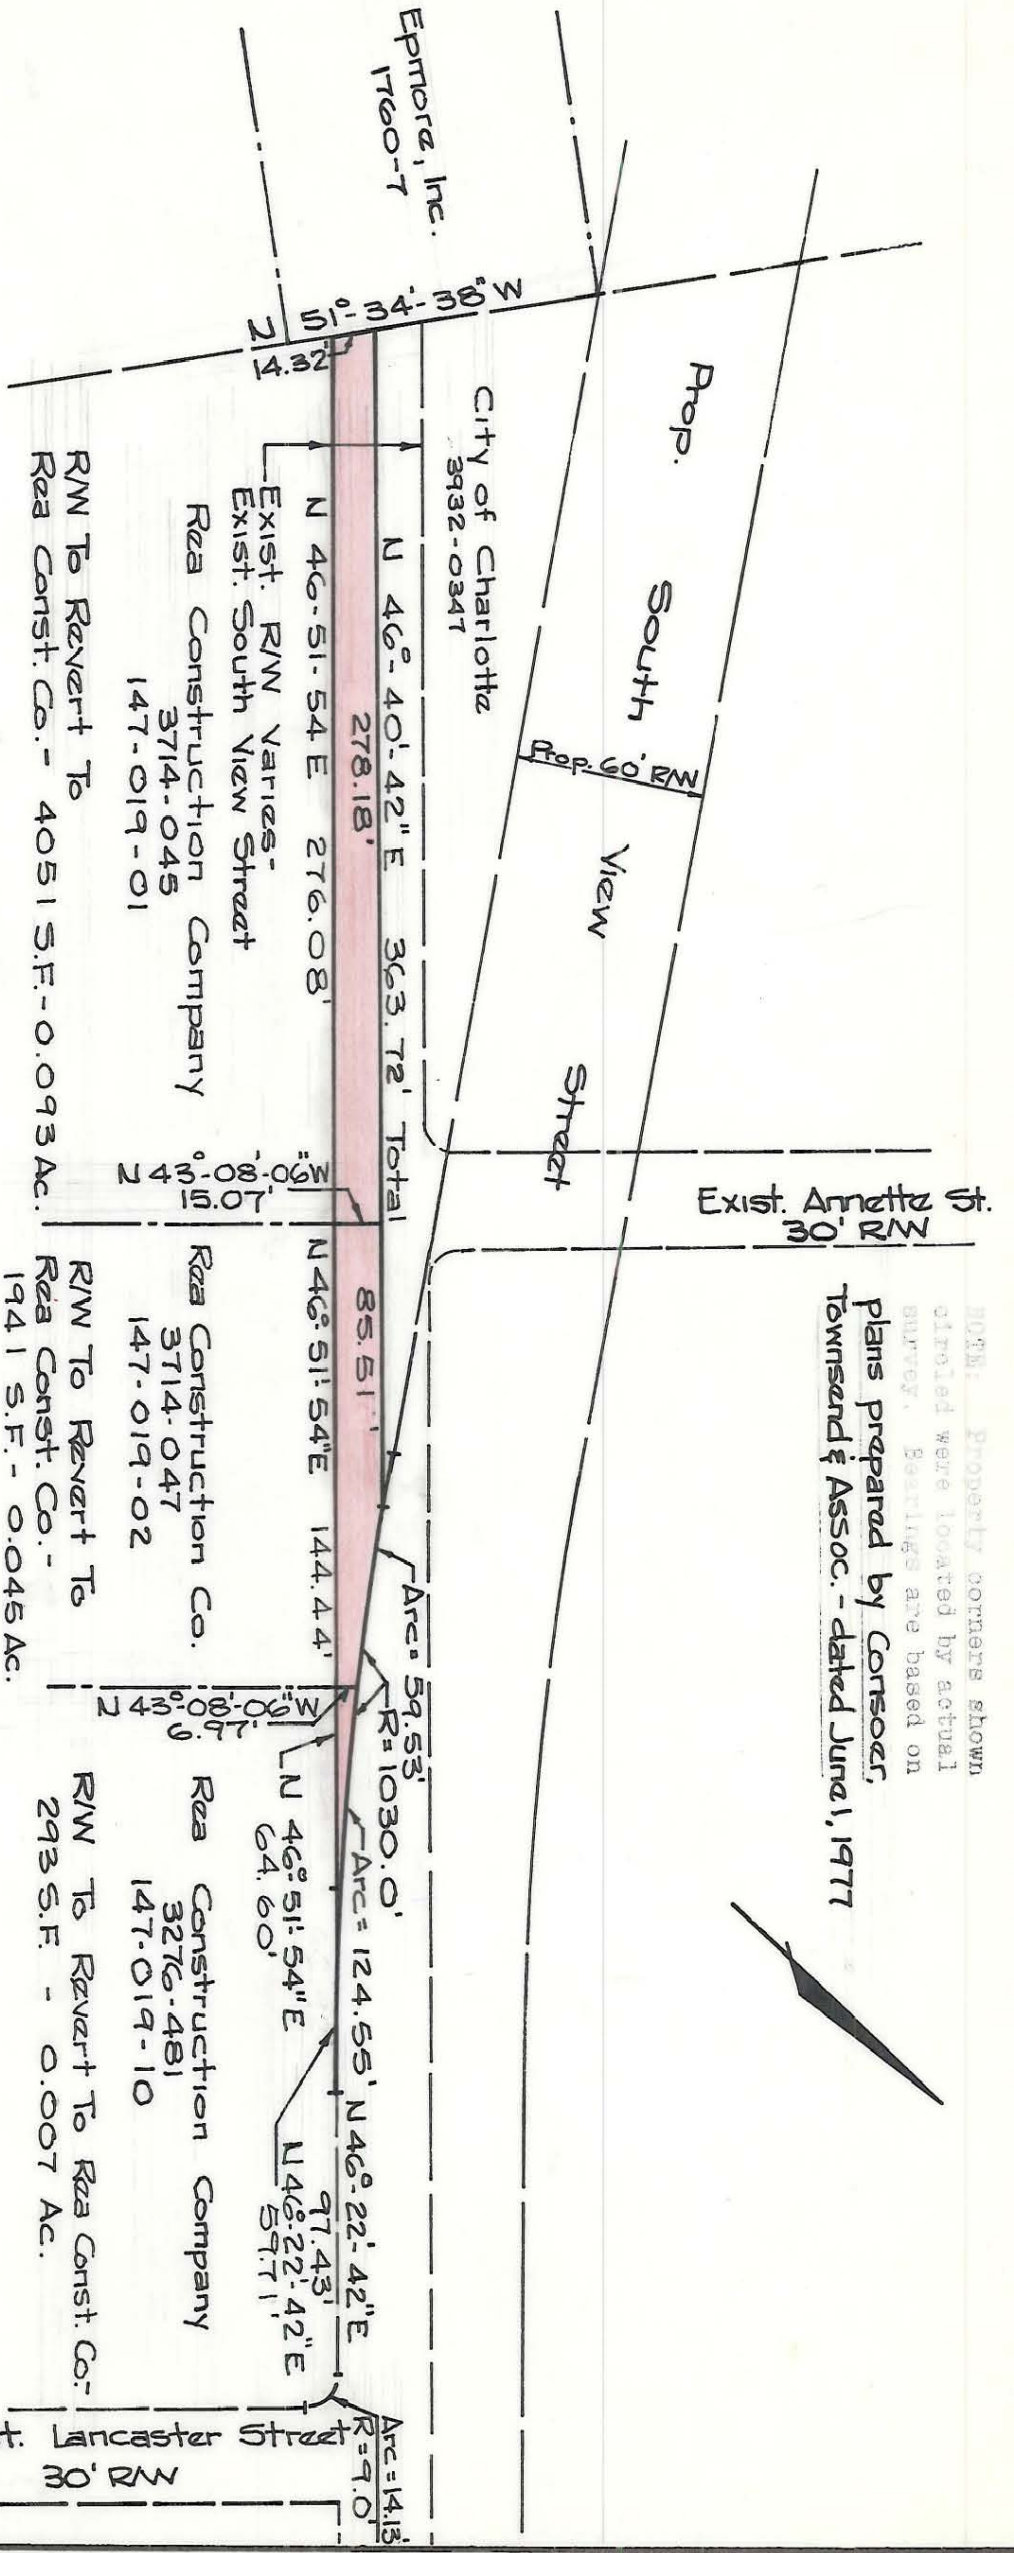 Epmore, Inc.
1760-7
N 51°-34'-38" W
14.32'
City of Charlotte
3932-0347
Prop. South View Street
Prop. 60' R/W
Exist. Annette St.
30' R/W
NOTE: Property corners shown
circled were located by actual
survey. Bearings are based on
plans prepared by Consoer,
Townsend & Assoc. - dated June 1, 1977
N 46°-40'-42" E 363.72' Total
278.18'
85.51'
N 46-51-54 E 276.08'
Exist. R/W Varies-
Exist. South View Street
Rea Construction Company
3714-045
147-019-01
R/W To Revert To
Rea Const. Co. - 4051 S.F. - 0.093 Ac.
N 43°-08'-06" W
15.07'
N 46°-51'-54" E 144.44'
Rea Construction Co.
3714-047
147-019-02
R/W To Revert To
Rea Const. Co. -
1941 S.F. - 0.045 Ac.
Arc = 59.53'
R = 1030.0'
Arc = 124.55'
N 43°-08'-06" W
6.97'
N 46°-51'-54" E
64.60'
Rea Construction Company
3276-481
147-019-10
R/W To Revert To Rea Const. Co.-
293 S.F. - 0.007 Ac.
N 46°-22'-42" E
97.43'
N 46°-22'-42" E
59.71'
Arc = 14.13'
R = 9.0'
t. Lancaster Street
30' R/W